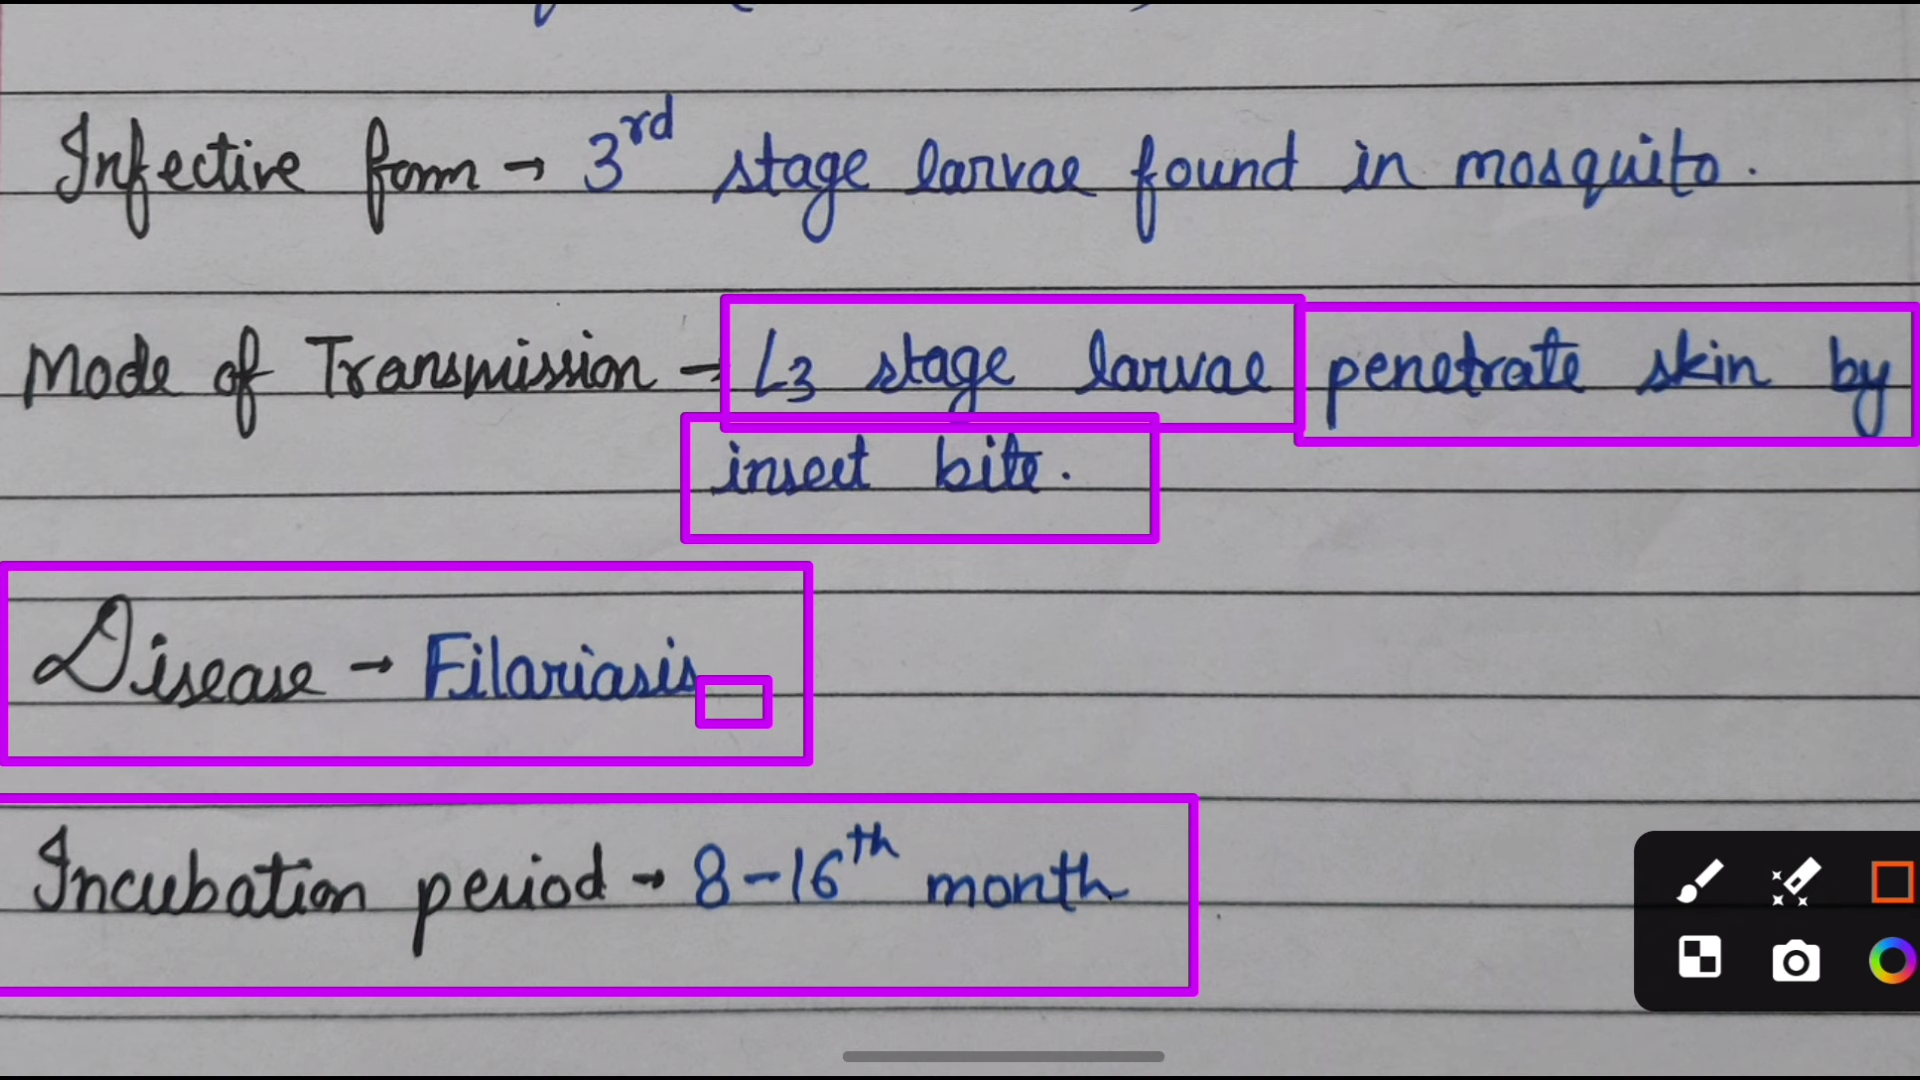 Infective form → 3rd stage larvae found in mosquito.
Mode of Transmission → L3 stage larvae penetrate skin by
insect bite.
Disease → Filariasis
Incubation period → 8-16th month